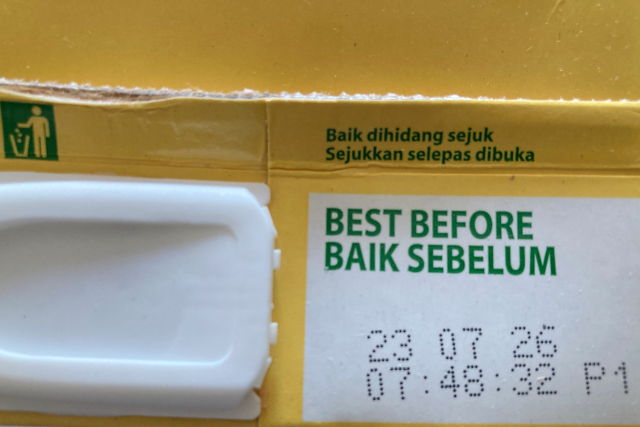 Baik dihidang sejuk
Sejukkan selepas dibuka
BEST BEFORE
BAIK SEBELUM
23 07 26
07:48:32 P1